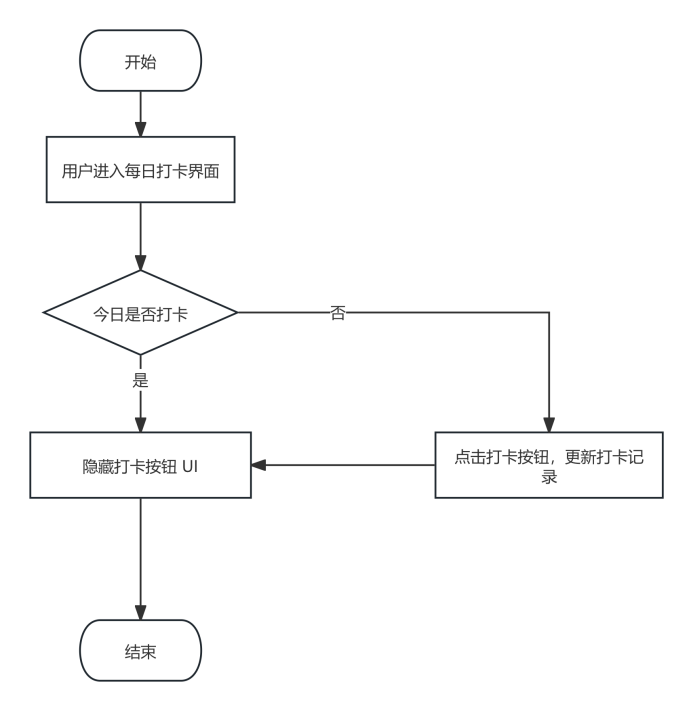 开始
用户进入每日打卡界面
今日是否打卡
否
是
隐藏打卡按钮 UI
点击打卡按钮，更新打卡记
录
结束